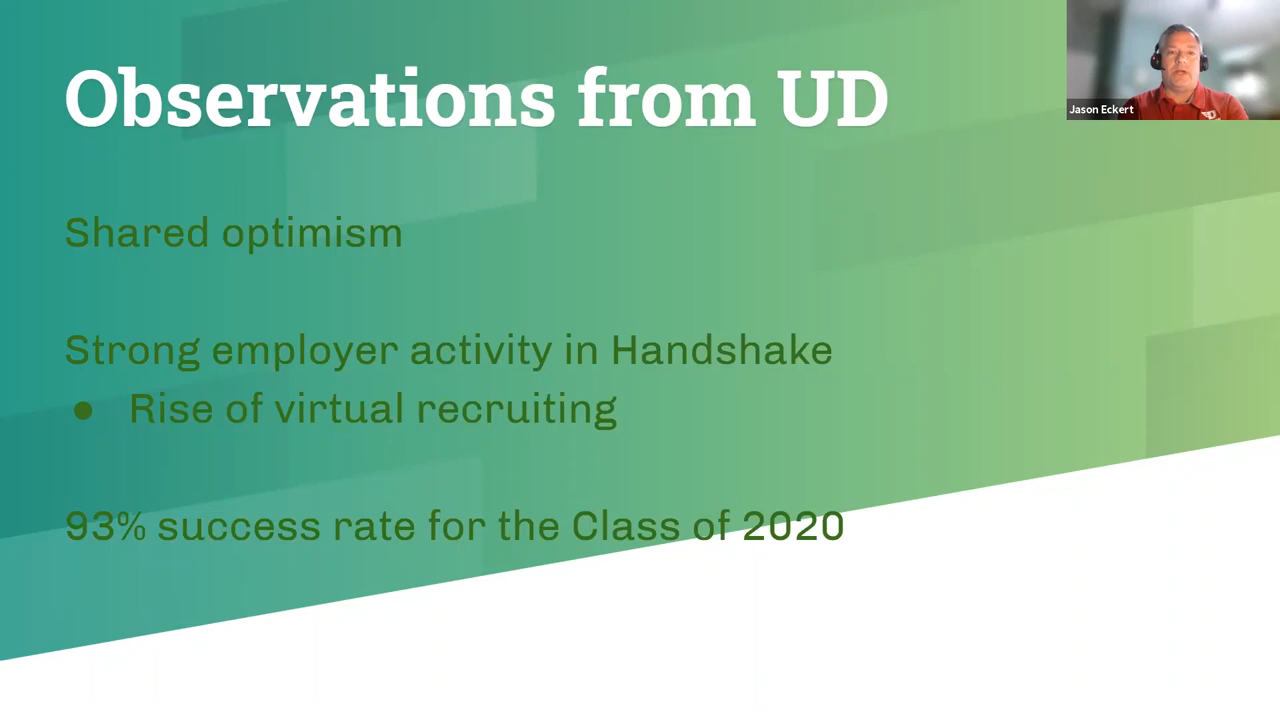 Observations from UD
Jason Eckert
Shared optimism
Strong employer activity in Handshake
● Rise of virtual recruiting
93% success rate for the Class of 2020